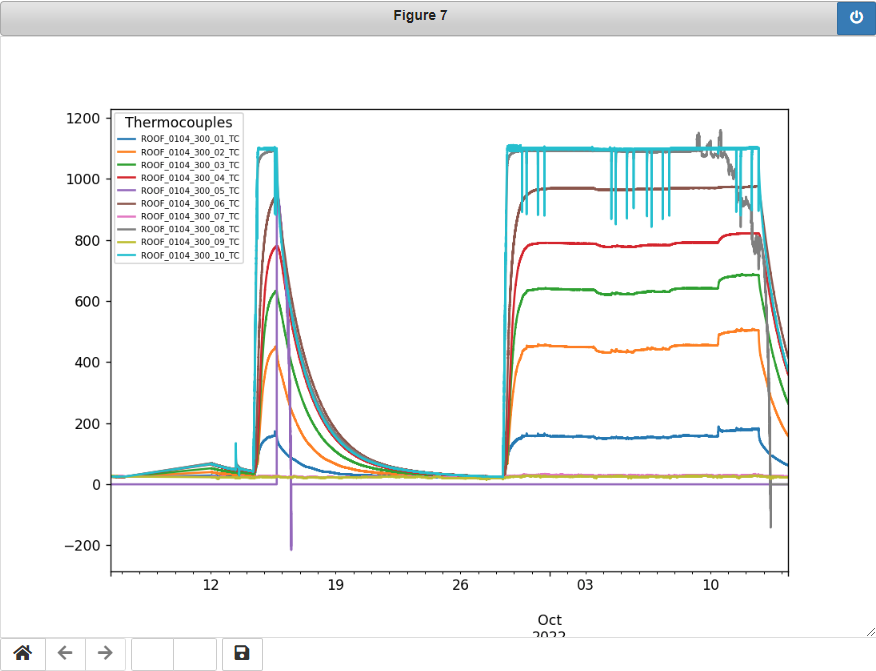 Figure 7
1200
1000
800
600
400
200
0
−200
Thermocouples
ROOF_0104_300_01_TC
ROOF_0104_300_02_TC
ROOF_0104_300_03_TC
ROOF_0104_300_04_TC
ROOF_0104_300_05_TC
ROOF_0104_300_06_TC
ROOF_0104_300_07_TC
ROOF_0104_300_08_TC
ROOF_0104_300_09_TC
ROOF_0104_300_10_TC
12 19 26 03 10
Oct
2022